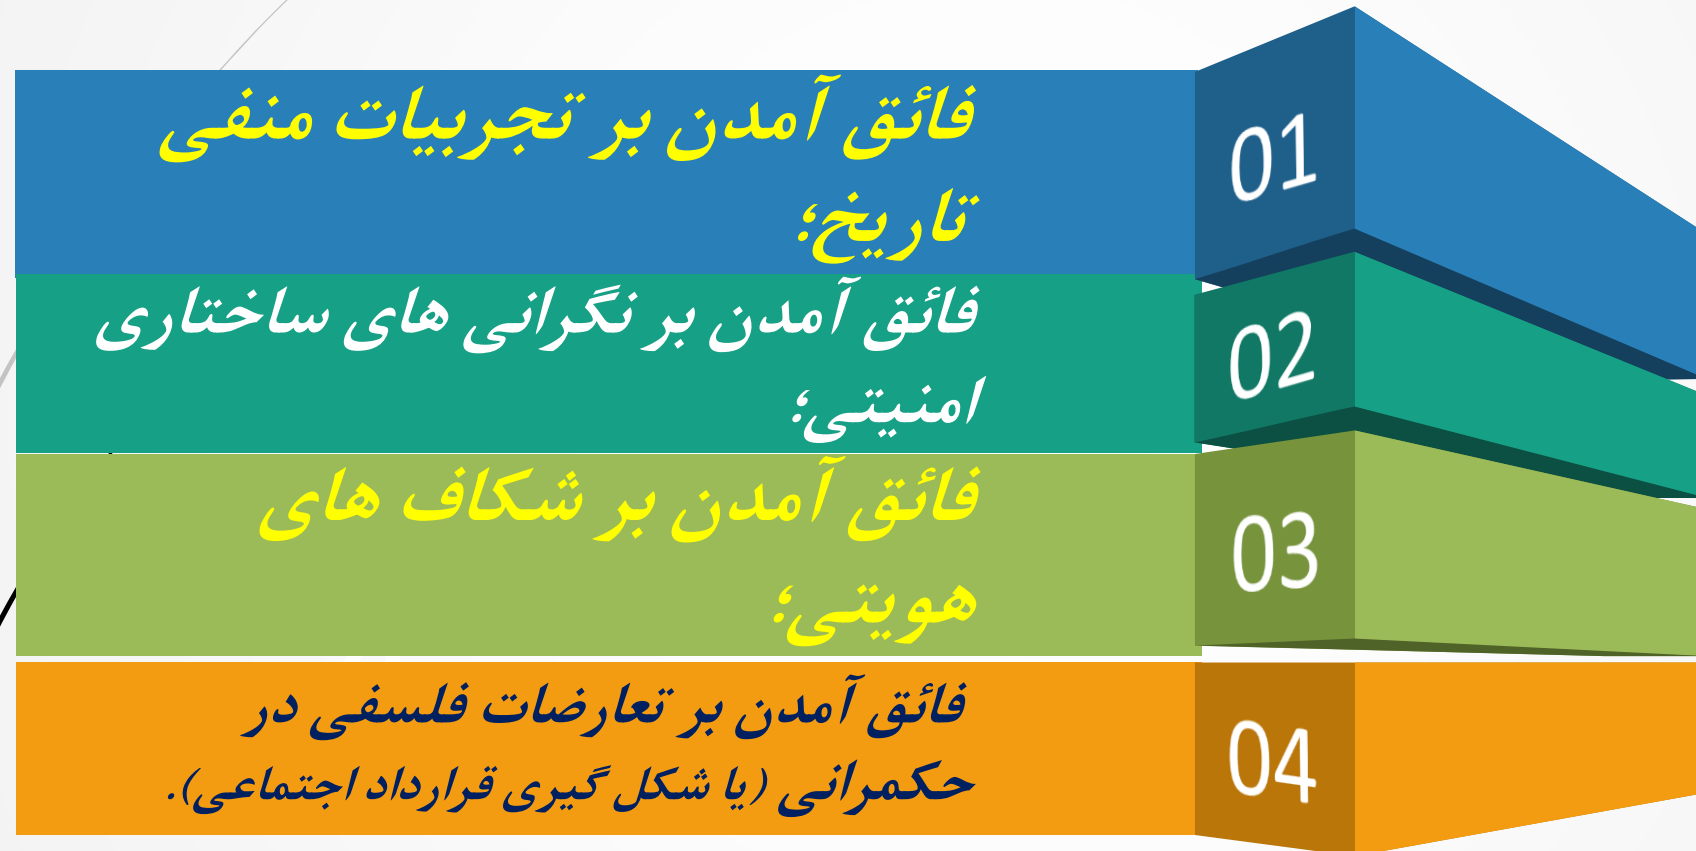 01
فائق آمدن بر تجربیات منفی
تاریخ؛
02
فائق آمدن بر نگرانی های ساختاری
امنیتی؛
03
فائق آمدن بر شکاف های
هویتی؛
04
فائق آمدن بر تعارضات فلسفی در
حکمرانی (یا شکل گیری قرارداد اجتماعی).